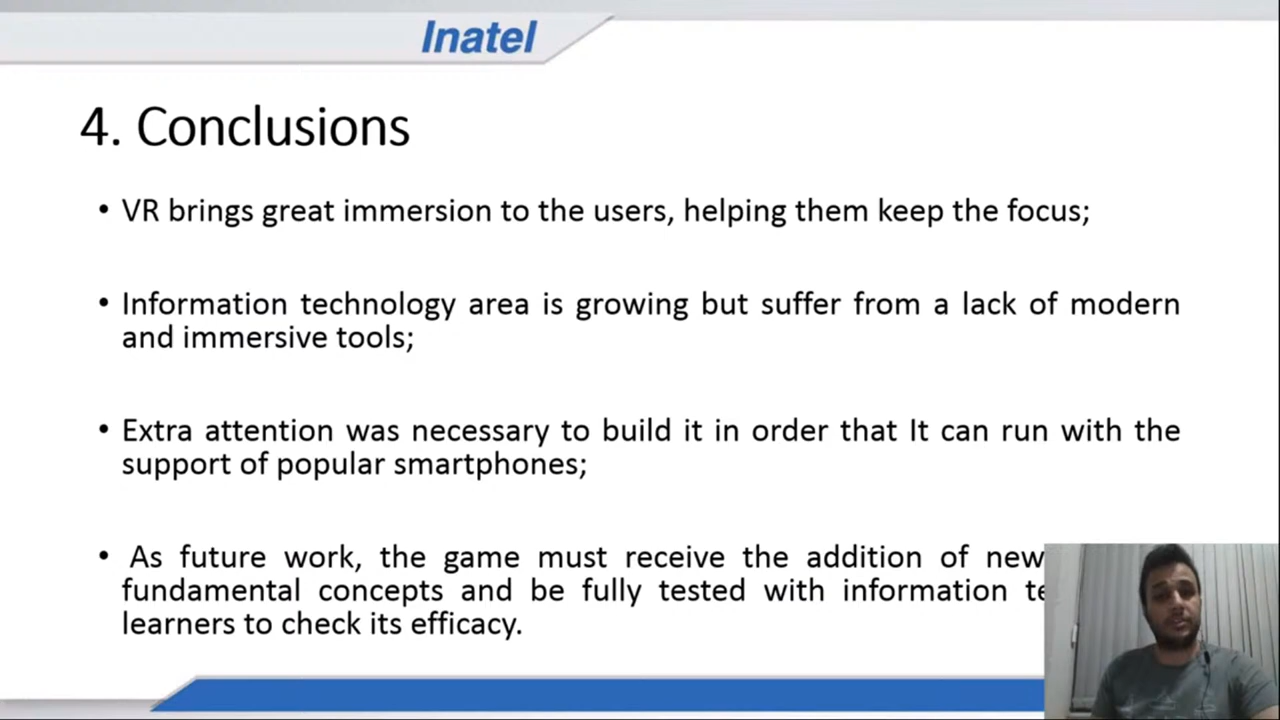 Inatel
4. Conclusions
• VR brings great immersion to the users, helping them keep the focus;
• Information technology area is growing but suffer from a lack of modern
and immersive tools;
• Extra attention was necessary to build it in order that It can run with the
support of popular smartphones;
• As future work, the game must receive the addition of new
fundamental concepts and be fully tested with information
learners to check its efficacy.